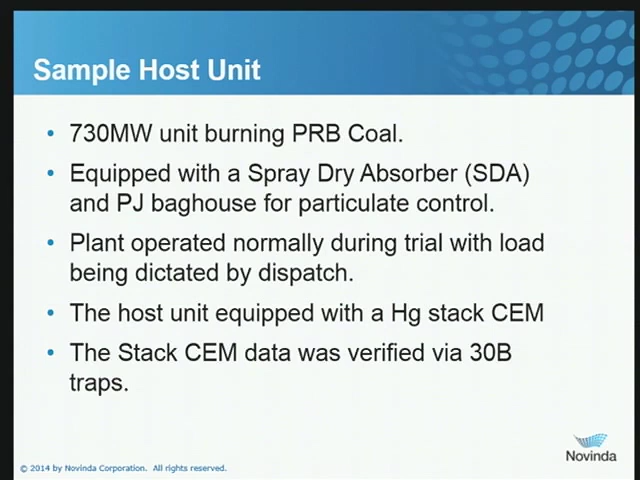 Sample Host Unit
• 730MW unit burning PRB Coal.
• Equipped with a Spray Dry Absorber (SDA)
and PJ baghouse for particulate control.
• Plant operated normally during trial with load
being dictated by dispatch.
• The host unit equipped with a Hg stack CEM
• The Stack CEM data was verified via 30B
traps.
© 2014 by Novinda Corporation. All rights reserved.
Novinda